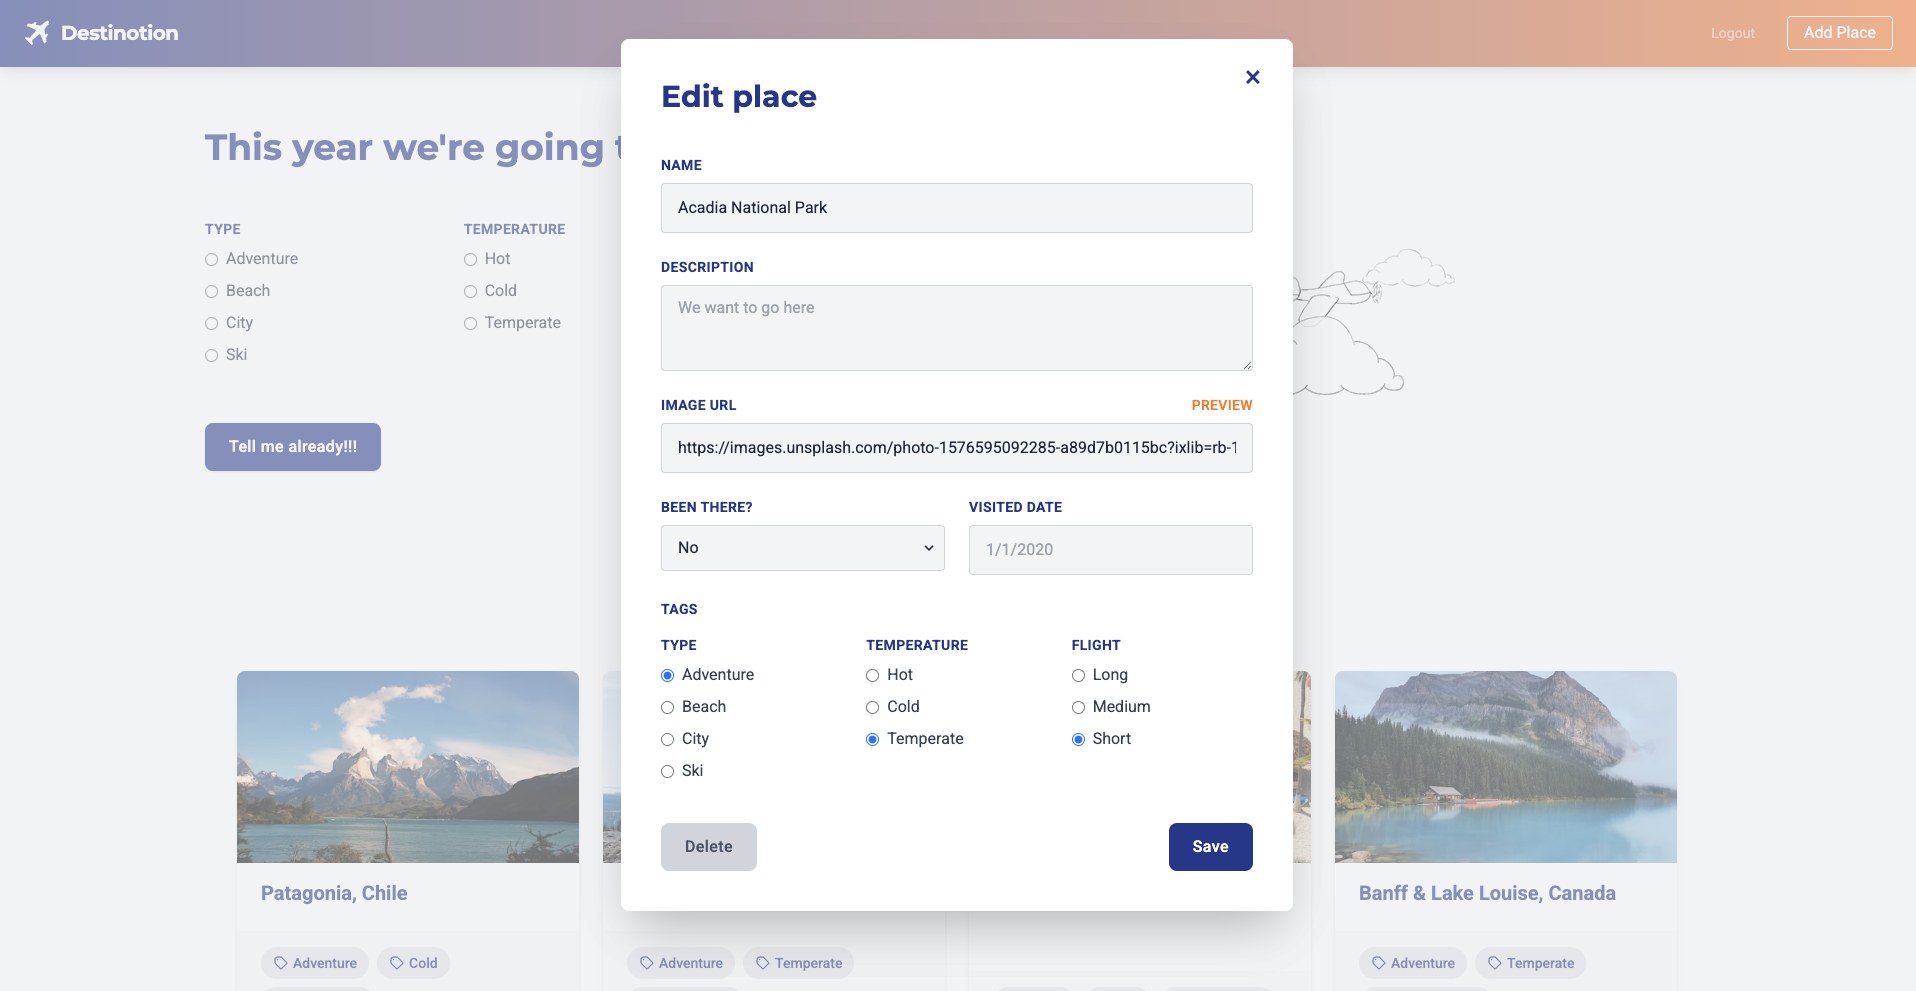 Destinotion
Logout
Add Place
This year we're going
TYPE
Adventure
Beach
City
Ski
TEMPERATURE
Hot
Cold
Temperate
Tell me already!!!
Edit place
NAME
Acadia National Park
DESCRIPTION
We want to go here
IMAGE URL
PREVIEW
https://images.unsplash.com/photo-1576595092285-a89d7b0115bc?ixlib=rb-1
BEEN THERE?
No
VISITED DATE
1/1/2020
TAGS
TYPE
Adventure
Beach
City
Ski
TEMPERATURE
Hot
Cold
Temperate
FLIGHT
Long
Medium
Short
Delete
Save
Patagonia, Chile
Adventure
Cold
Adventure
Temperate
Banff & Lake Louise, Canada
Adventure
Temperate